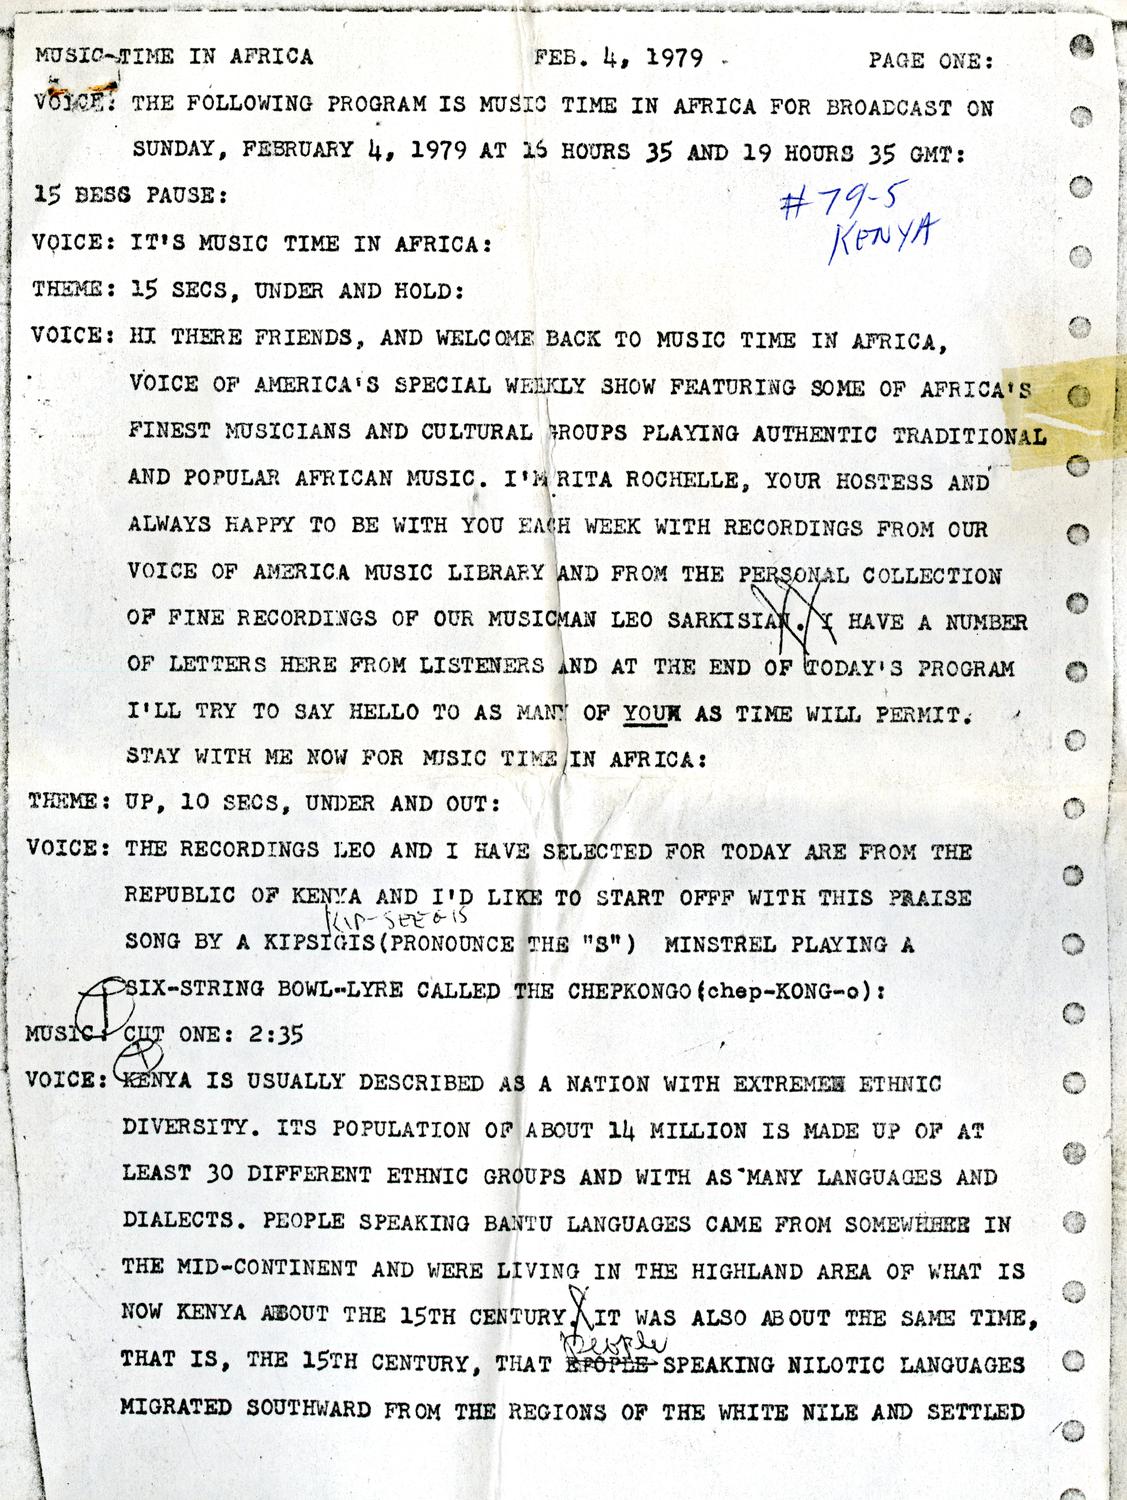 MUSIC-TIME IN AFRICA FEB. 4, 1979 PAGE ONE:
VOICE: THE FOLLOWING PROGRAM IS MUSIC TIME IN AFRICA FOR BROADCAST ON
SUNDAY, FEBRUARY 4, 1979 AT 16 HOURS 35 AND 19 HOURS 35 GMT:
15 BESS PAUSE:
#79-5
KENYA
VOICE: IT'S MUSIC TIME IN AFRICA:
THEME: 15 SECS, UNDER AND HOLD:
VOICE: HI THERE FRIENDS, AND WELCOME BACK TO MUSIC TIME IN AFRICA,
VOICE OF AMERICA'S SPECIAL WEEKLY SHOW FEATURING SOME OF AFRICA'S
FINEST MUSICIANS AND CULTURAL GROUPS PLAYING AUTHENTIC TRADITIONAL
AND POPULAR AFRICAN MUSIC. I'M RITA ROCHELLE, YOUR HOSTESS AND
ALWAYS HAPPY TO BE WITH YOU EACH WEEK WITH RECORDINGS FROM OUR
VOICE OF AMERICA MUSIC LIBRARY AND FROM THE PERSONAL COLLECTION
OF FINE RECORDINGS OF OUR MUSICMAN LEO SARKISIAN. I HAVE A NUMBER
OF LETTERS HERE FROM LISTENERS AND AT THE END OF TODAY'S PROGRAM
I'LL TRY TO SAY HELLO TO AS MANY OF YOU AS TIME WILL PERMIT.
STAY WITH ME NOW FOR MUSIC TIME IN AFRICA:
THEME: UP, 10 SECS, UNDER AND OUT:
VOICE: THE RECORDINGS LEO AND I HAVE SELECTED FOR TODAY ARE FROM THE
REPUBLIC OF KENYA AND I'D LIKE TO START OFFF WITH THIS PRAISE
KIP-SEEGIS
SONG BY A KIPSIGIS(PRONOUNCE THE "S") MINSTREL PLAYING A
SIX-STRING BOWL-LYRE CALLED THE CHEPKONGO(chep-KONG-o):
MUSIC: CUT ONE: 2:35
VOICE: KENYA IS USUALLY DESCRIBED AS A NATION WITH EXTREME ETHNIC
DIVERSITY. ITS POPULATION OF ABOUT 14 MILLION IS MADE UP OF AT
LEAST 30 DIFFERENT ETHNIC GROUPS AND WITH AS MANY LANGUAGES AND
DIALECTS. PEOPLE SPEAKING BANTU LANGUAGES CAME FROM SOMEWHERE IN
THE MID-CONTINENT AND WERE LIVING IN THE HIGHLAND AREA OF WHAT IS
NOW KENYA ABOUT THE 15TH CENTURY. IT WAS ALSO ABOUT THE SAME TIME,
People
THAT IS, THE 15TH CENTURY, THAT EPOPLE SPEAKING NILOTIC LANGUAGES
MIGRATED SOUTHWARD FROM THE REGIONS OF THE WHITE NILE AND SETTLED